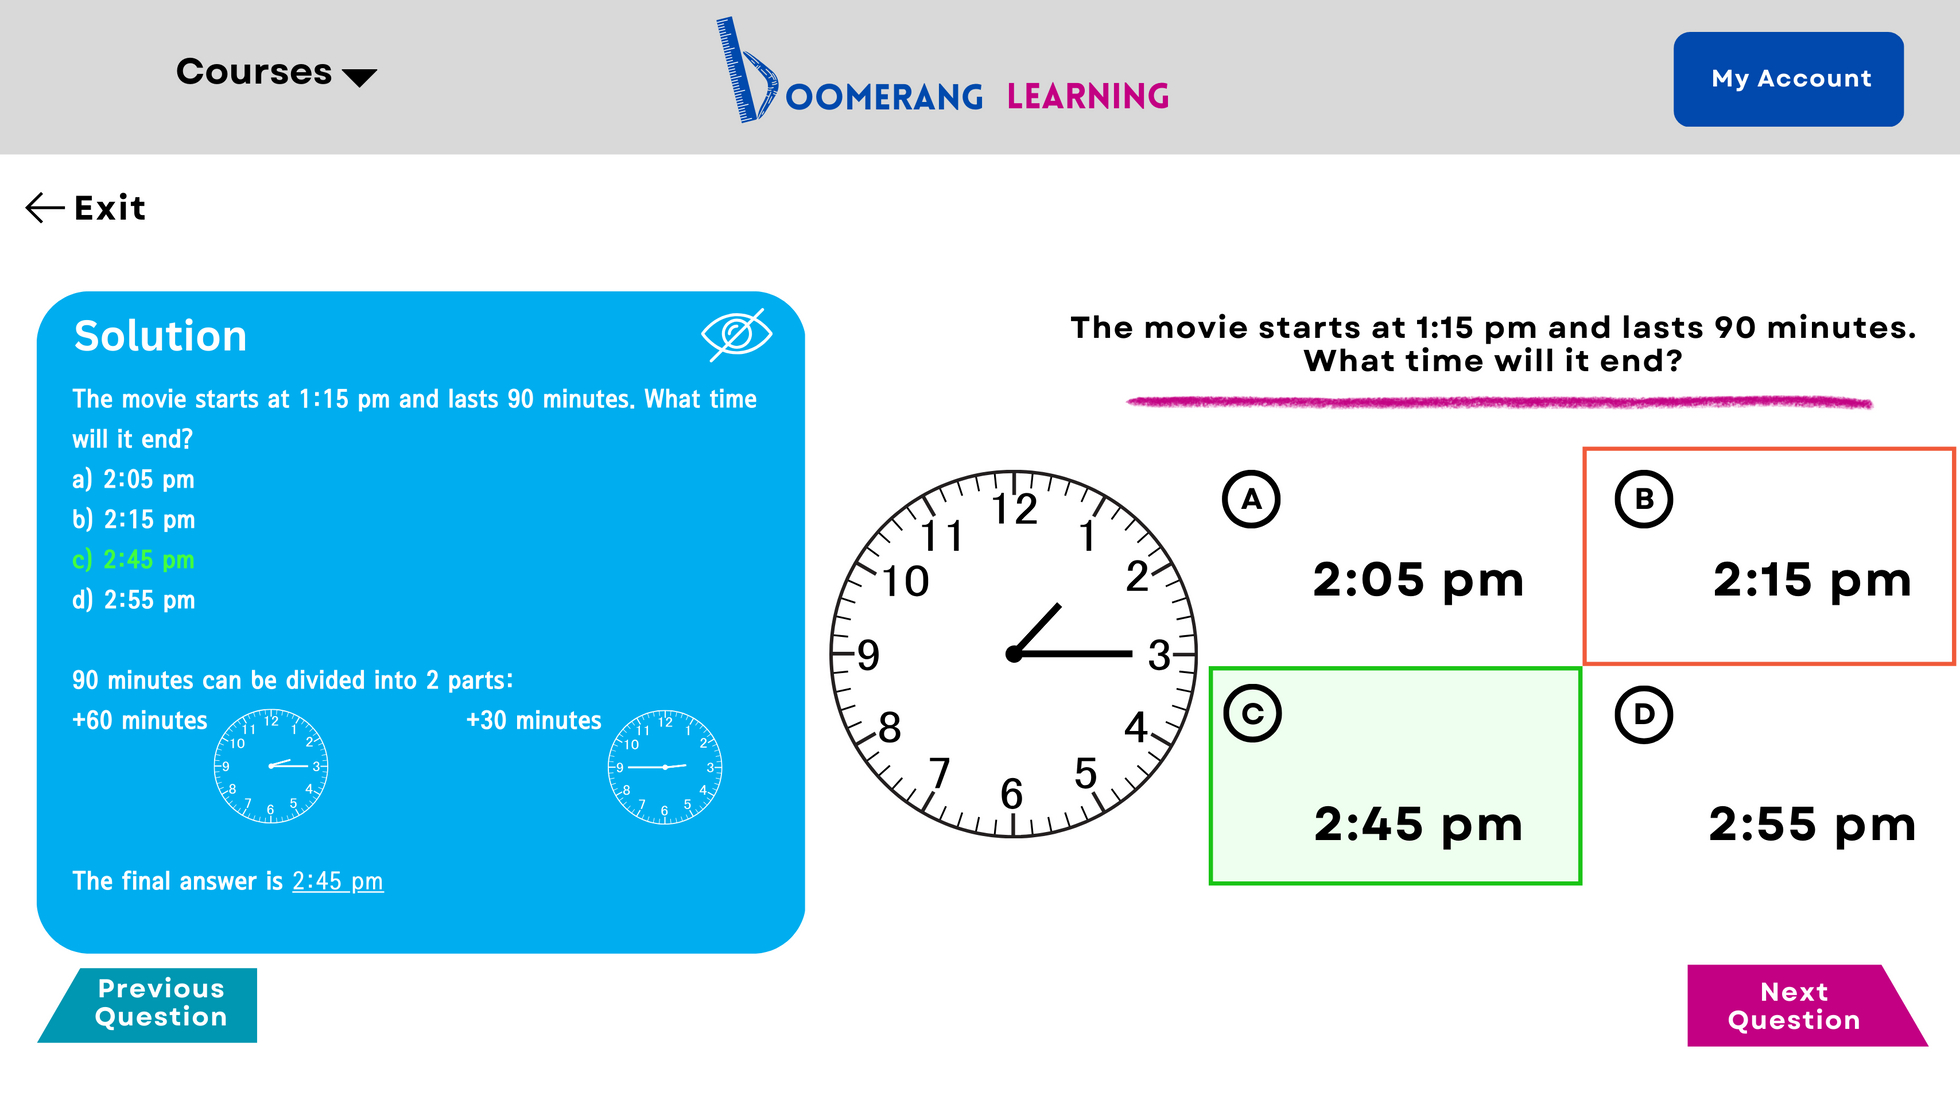 Courses
BOOMERANG LEARNING
My Account
Exit
Solution
The movie starts at 1:15 pm and lasts 90 minutes. What time
will it end?
a) 2:05 pm
b) 2:15 pm
c) 2:45 pm
d) 2:55 pm
90 minutes can be divided into 2 parts:
+60 minutes
12
1
2
3
4
5
6
7
8
9
10
11
+30 minutes
12
1
2
3
4
5
6
7
8
9
10
11
The final answer is 2:45 pm
The movie starts at 1:15 pm and lasts 90 minutes.
What time will it end?
12
1
2
3
4
5
6
7
8
9
10
11
A
2:05 pm
B
2:15 pm
C
2:45 pm
D
2:55 pm
Previous
Question
Next
Question